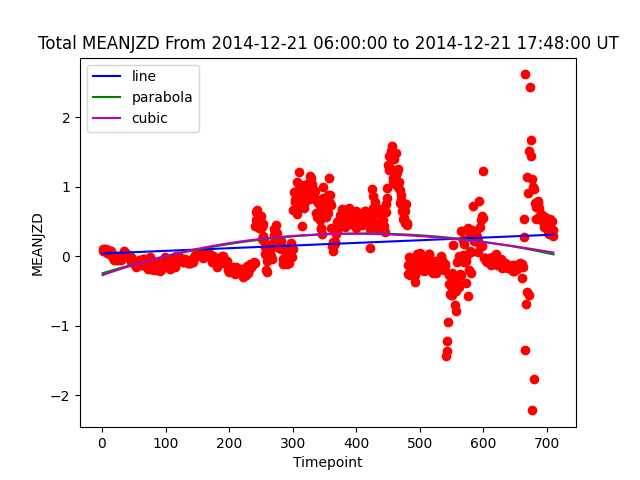 Total MEANJZD From 2014-12-21 06:00:00 to 2014-12-21 17:48:00 UT
line
parabola
cubic
2
1
0
−1
−2
MEANJZD
0 100 200 300 400 500 600 700
Timepoint